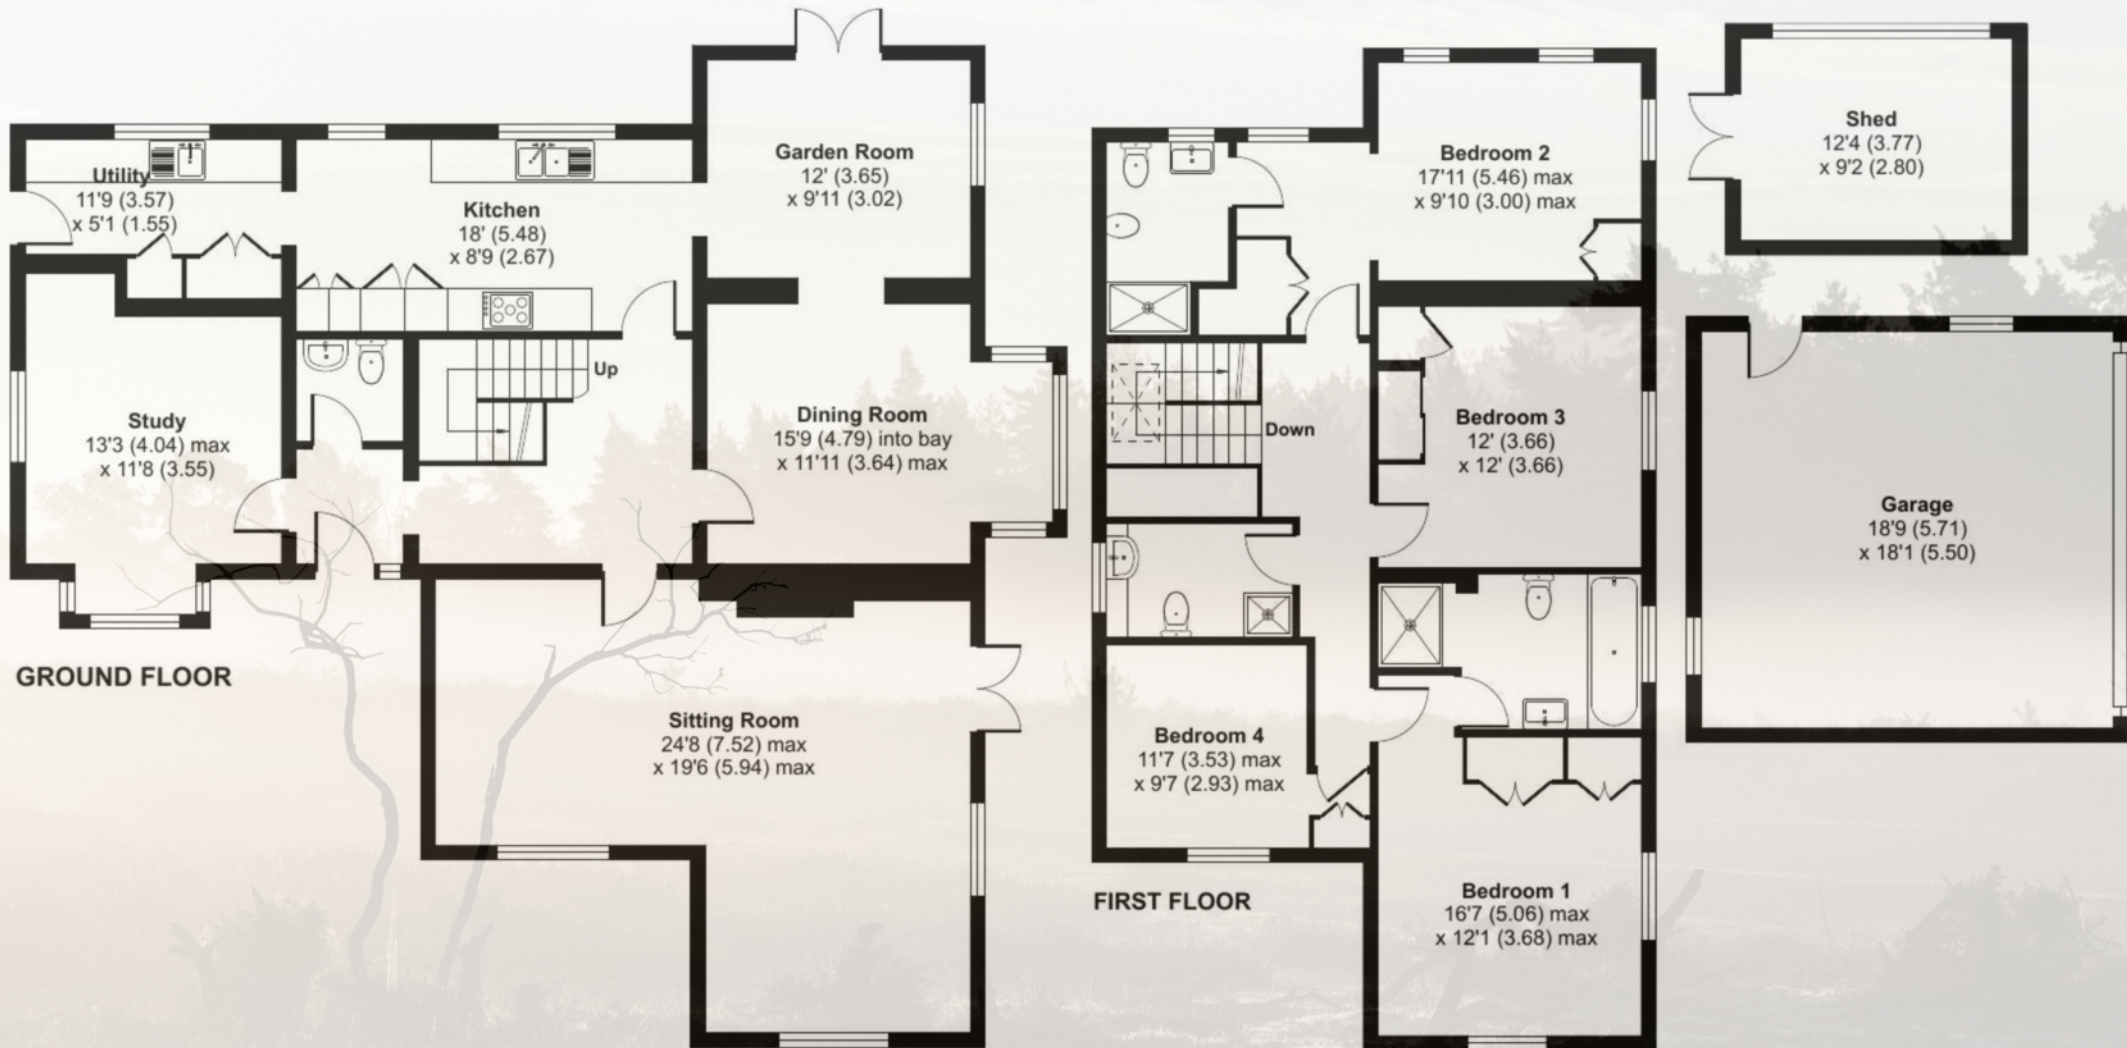 Utility
11'9 (3.57)
x 5'1 (1.55)
Kitchen
18' (5.48)
x 8'9 (2.67)
Garden Room
12' (3.65)
x 9'11 (3.02)
Study
13'3 (4.04) max
x 11'8 (3.55)
Up
Dining Room
15'9 (4.79) into bay
x 11'11 (3.64) max
GROUND FLOOR
Sitting Room
24'8 (7.52) max
x 19'6 (5.94) max
Bedroom 2
17'11 (5.46) max
x 9'10 (3.00) max
Down
Bedroom 3
12' (3.66)
x 12' (3.66)
Bedroom 4
11'7 (3.53) max
x 9'7 (2.93) max
FIRST FLOOR
Bedroom 1
16'7 (5.06) max
x 12'1 (3.68) max
Shed
12'4 (3.77)
x 9'2 (2.80)
Garage
18'9 (5.71)
x 18'1 (5.50)